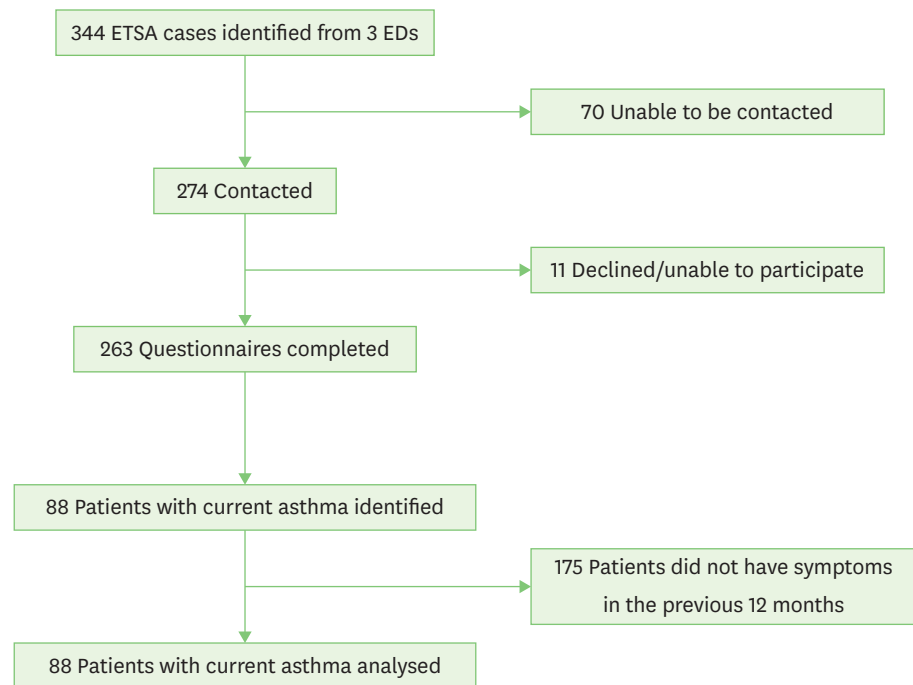 344 ETSA cases identified from 3 EDs
70 Unable to be contacted
274 Contacted
11 Declined/unable to participate
263 Questionnaires completed
88 Patients with current asthma identified
175 Patients did not have symptoms
in the previous 12 months
88 Patients with current asthma analysed